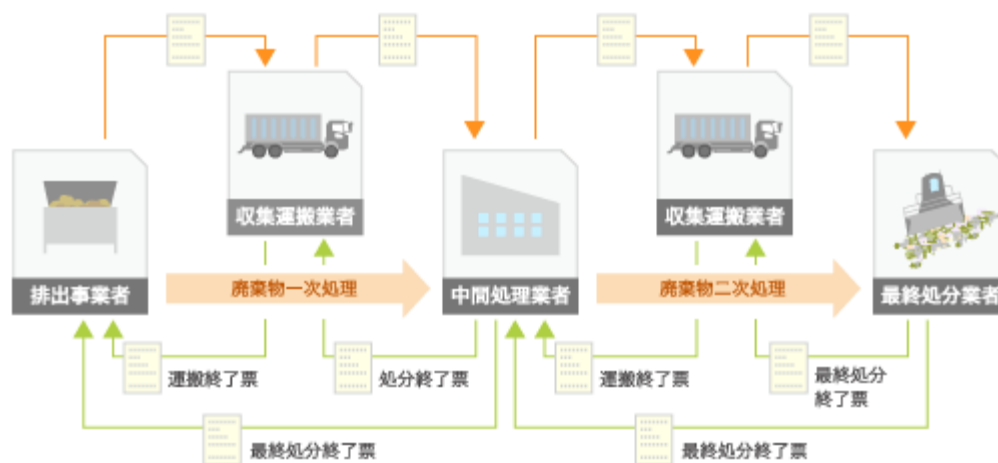 収集運搬業者
収集運搬業者
排出事業者
廃棄物一次処理
中間処理業者
廃棄物二次処理
最終処分業者
運搬終了票
処分終了票
運搬終了票
最終処分
終了票
最終処分終了票
最終処分終了票